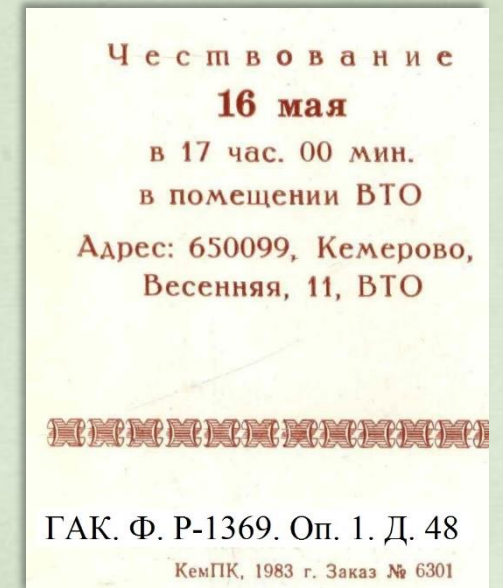 Чествование
16 мая
в 17 час. 00 мин.
в помещении ВТО
Адрес: 650099, Кемерово,
Весенняя, 11, ВТО
ГАК. Ф. Р-1369. Оп. 1. Д. 48
КемПК, 1983 г. Заказ № 6301